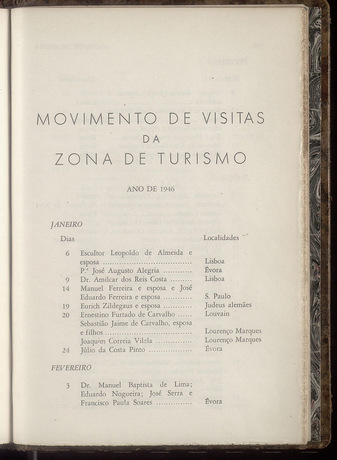 MOVIMENTO DE VISITAS
DA
ZONA DE TURISMO
ANO DE 1946
JANEIRO
Dias Localidades
6 Escultor Leopoldo de Almeida e
esposa .............................. Lisboa
P.e José Augusto Alegria ........... Évora
9 Dr. Amílcar dos Reis Costa ......... Lisboa
14 Manuel Ferreira e esposa e José
Eduardo Ferreira e esposa .......... S. Paulo
19 Eurich Zildegaus e esposa .......... Judeus alemães
20 Ernestino Furtado de Carvalho ..... Louvain
Sebastião Jaime de Carvalho, esposa
e filhos .............................. Lourenço Marques
Joaquim Correia Vilela .............. Lourenço Marques
24 Júlio da Costa Pinto ................ Évora
FEVEREIRO
3 Dr. Manuel Baptista de Lima;
Eduardo Nogueira; José Serra e
Francisco Paula Soares .............. Évora